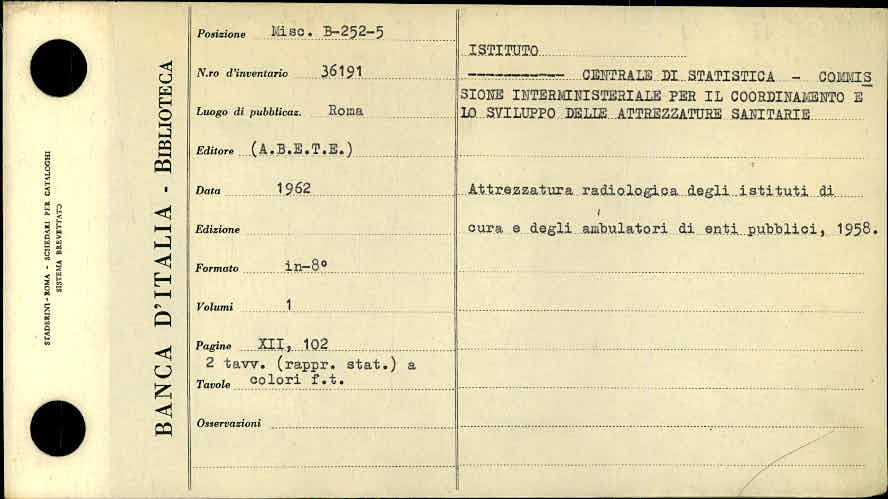 STADERINI - ROMA - SCHEDARI PER CATALOGHI
SISTEMA BREVETTATO
BANCA D'ITALIA - BIBLIOTECA
Posizione Misc. B-252-5
N.ro d'inventario 36191
Luogo di pubblicaz. Roma
Editore (A.B.E.T.E.)
Data 1962
Edizione
Formato in-8°
Volumi 1
Pagine XII, 102
2 tavv. (rappr. stat.) a
Tavole colori f.t.
Osservazioni
ISTITUTO
----------- CENTRALE DI STATISTICA - COMMIS
SIONE INTERMINISTERIALE PER IL COORDINAMENTO E
LO SVILUPPO DELLE ATTREZZATURE SANITARIE
Attrezzatura radiologica degli istituti di
cura e degli ambulatori di enti pubblici, 1958.